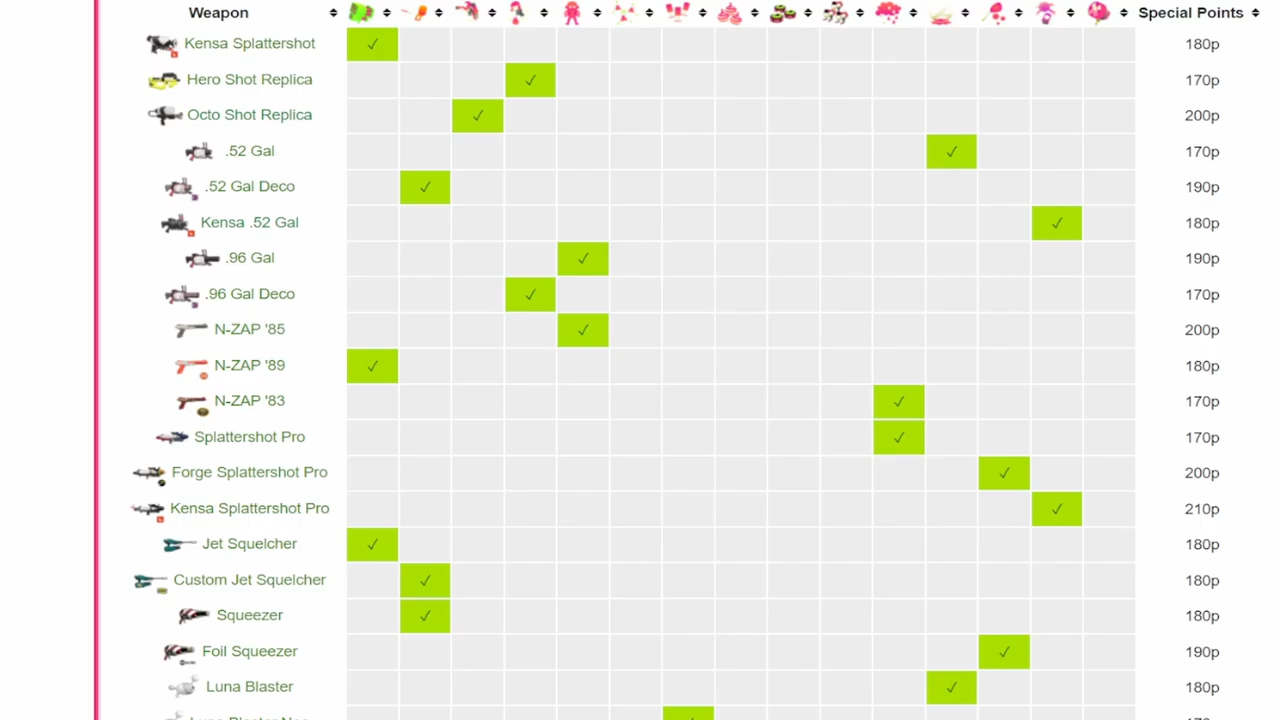 Weapon Special Points
Kensa Splattershot ✓ 180p
Hero Shot Replica ✓ 170p
Octo Shot Replica ✓ 200p
.52 Gal ✓ 170p
.52 Gal Deco ✓ 190p
Kensa .52 Gal ✓ 180p
.96 Gal ✓ 190p
.96 Gal Deco ✓ 170p
N-ZAP '85 ✓ 200p
N-ZAP '89 ✓ 180p
N-ZAP '83 ✓ 170p
Splattershot Pro ✓ 170p
Forge Splattershot Pro ✓ 200p
Kensa Splattershot Pro ✓ 210p
Jet Squelcher ✓ 180p
Custom Jet Squelcher ✓ 180p
Squeezer ✓ 180p
Foil Squeezer ✓ 190p
Luna Blaster ✓ 180p